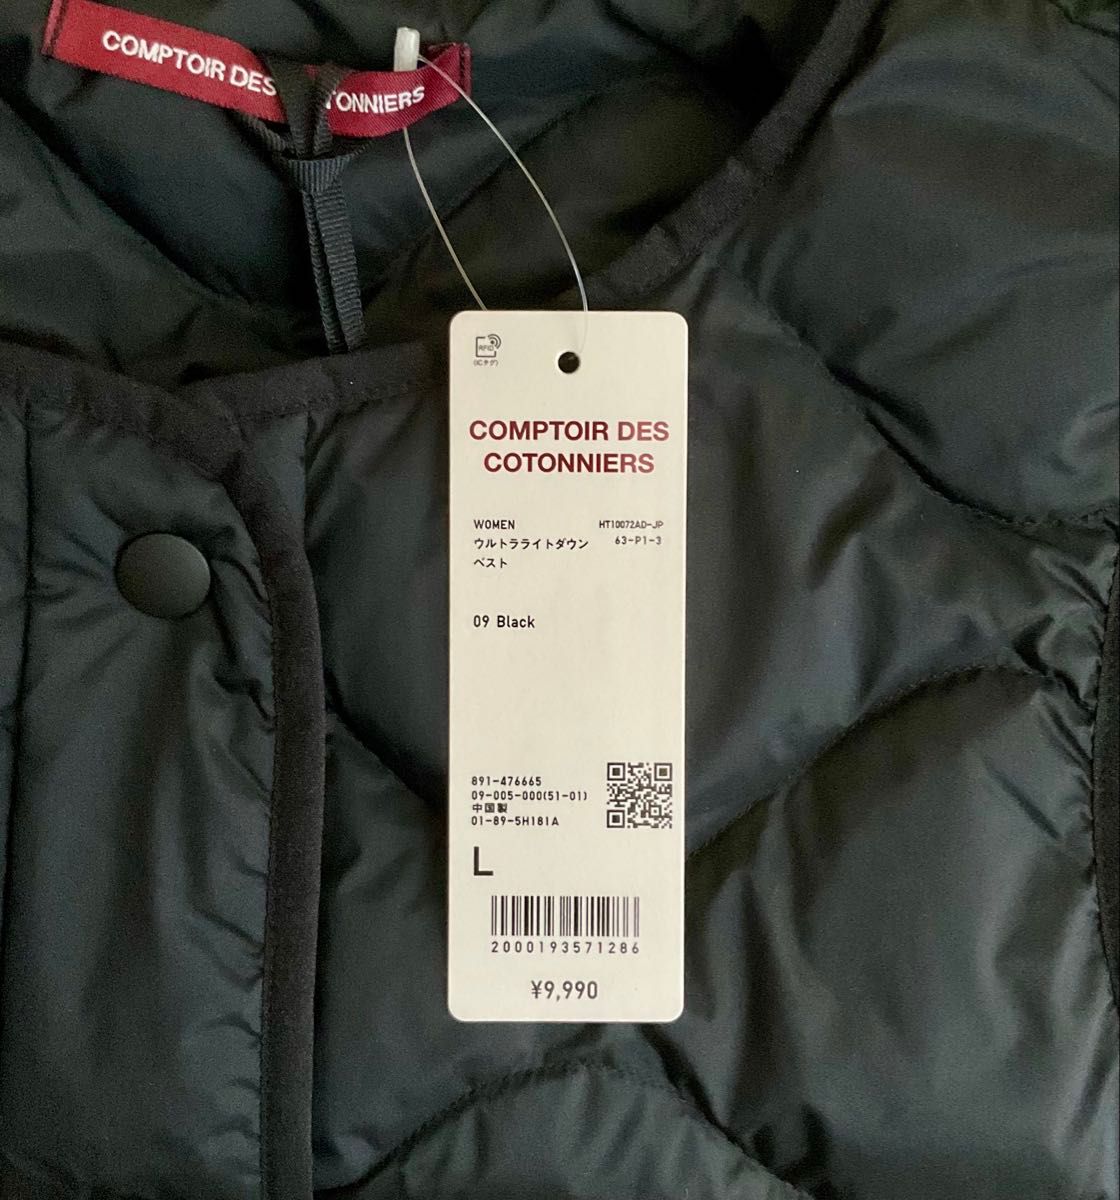 COMPTOIR DES TONNIERS
RFID
(ICタグ)
COMPTOIR DES
COTONNIERS
WOMEN HT10072AD-JP
ウルトラライトダウン 63-P1-3
ベスト
09 Black
891-476665
09-005-000(51-01)
中国製
01-89-5H181A
L
2000193571286
¥9,990